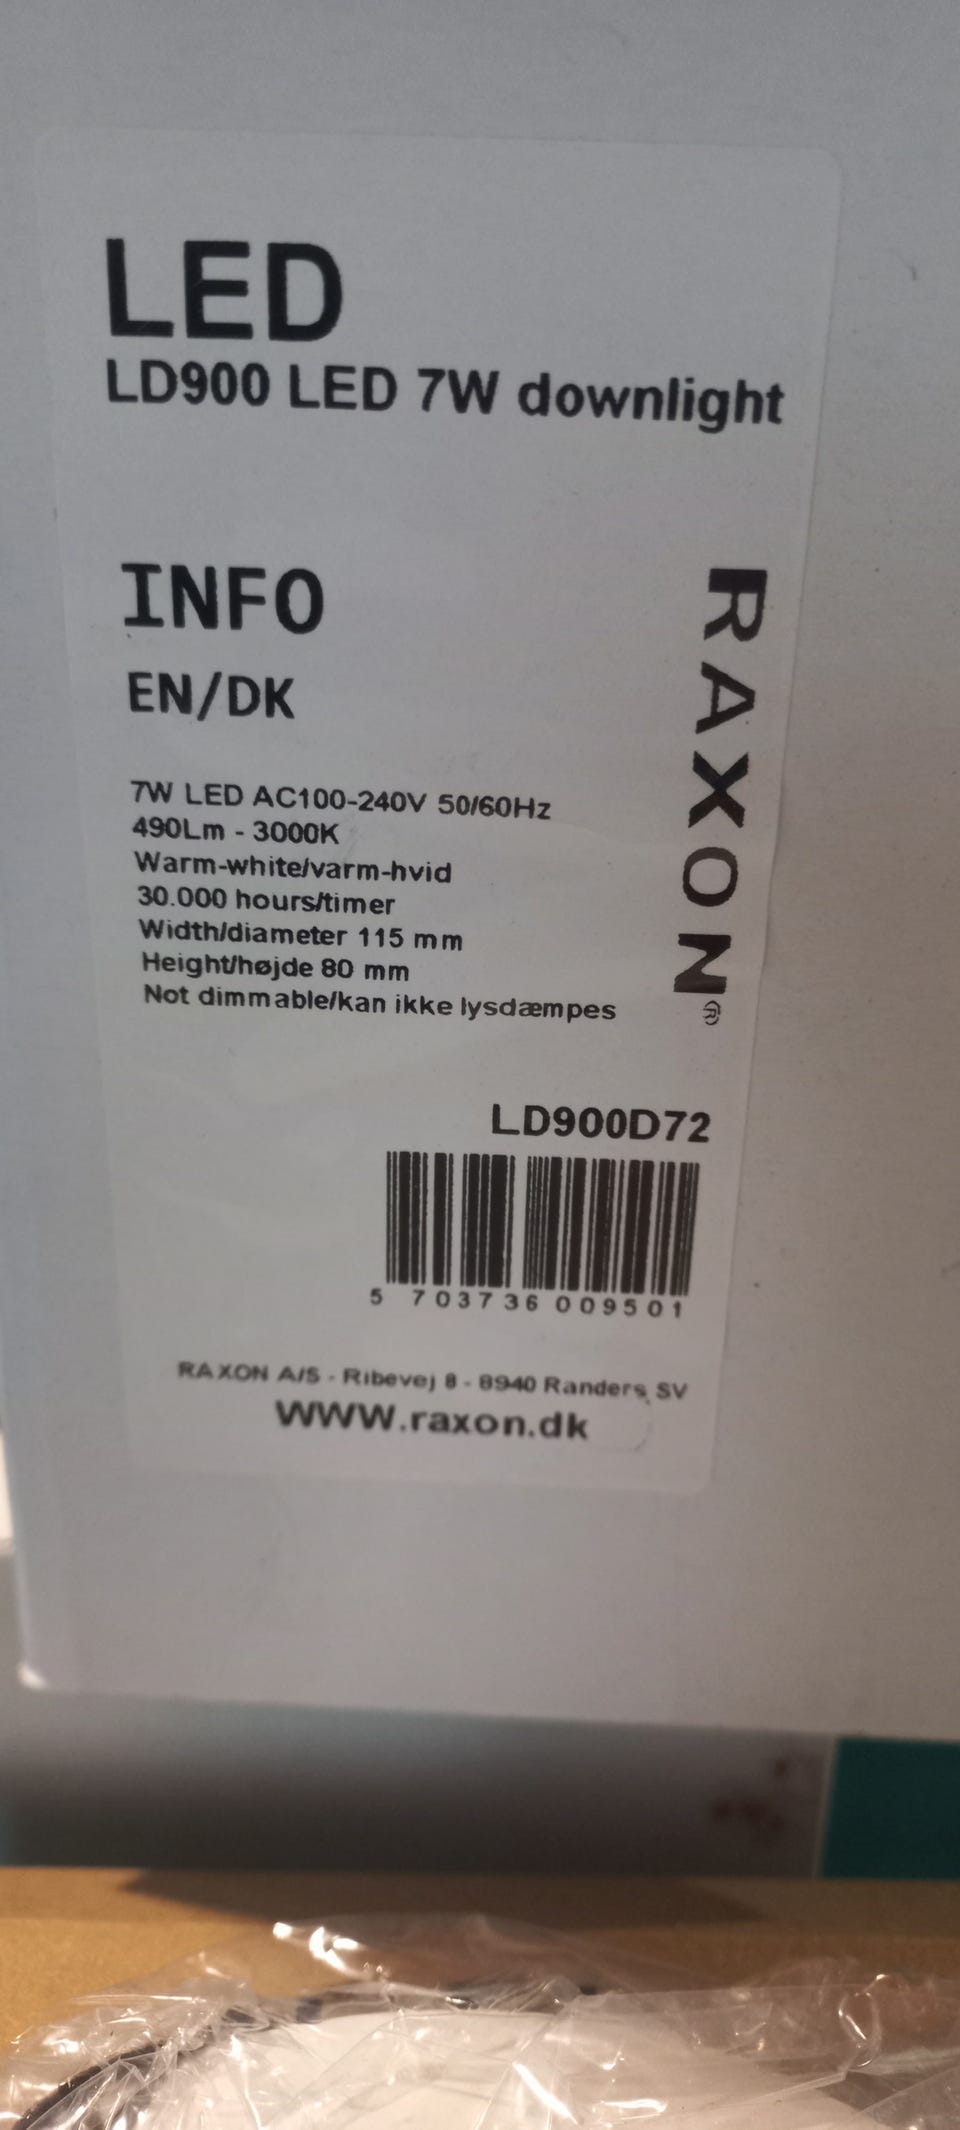 LED
LD900 LED 7W downlight
INFO
EN/DK
RAXON®
7W LED AC100-240V 50/60Hz
490Lm - 3000K
Warm-white/varm-hvid
30.000 hours/timer
Width/diameter 115 mm
Height/højde 80 mm
Not dimmable/kan ikke lysdæmpes
LD900D72
5 703736 009501
RAXON A/S - Ribevej 8 - 8940 Randers SV
WWW.raxon.dk